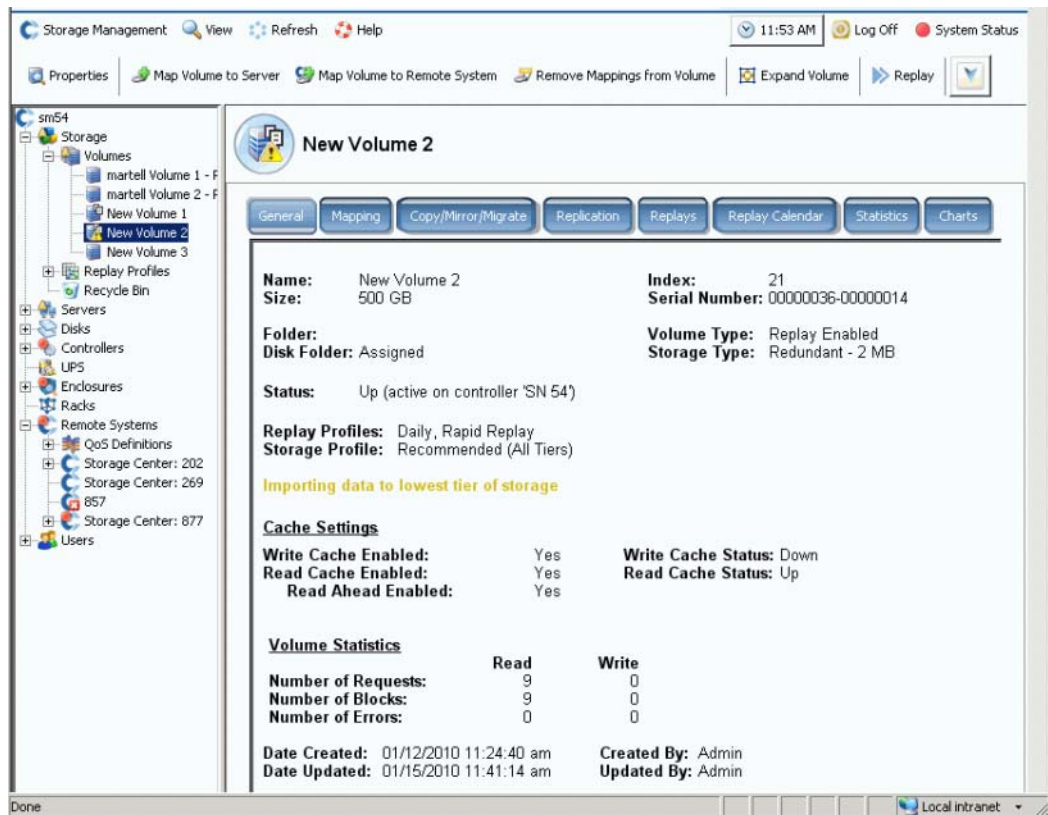 Storage Management View Refresh Help 11:53 AM Log Off System Status
Properties Map Volume to Server Map Volume to Remote System Remove Mappings from Volume Expand Volume Replay
sm54
Storage
Volumes
martell Volume 1 -
martell Volume 2 -
New Volume 1
New Volume 2
New Volume 3
Replay Profiles
Recycle Bin
Servers
Disks
Controllers
UPS
Enclosures
Racks
Remote Systems
QoS Definitions
Storage Center: 202
Storage Center: 269
857
Storage Center: 877
Users
New Volume 2
General Mapping Copy/Mirror/Migrate Replication Replays Replay Calendar Statistics Charts
Name: New Volume 2 Index: 21
Size: 500 GB Serial Number: 00000036-00000014
Folder: Volume Type: Replay Enabled
Disk Folder: Assigned Storage Type: Redundant - 2 MB
Status: Up (active on controller 'SN 54')
Replay Profiles: Daily, Rapid Replay
Storage Profile: Recommended (All Tiers)
Importing data to lowest tier of storage
Cache Settings
Write Cache Enabled: Yes Write Cache Status: Down
Read Cache Enabled: Yes Read Cache Status: Up
Read Ahead Enabled: Yes
Volume Statistics
Read Write
Number of Requests: 9 0
Number of Blocks: 9 0
Number of Errors: 0 0
Date Created: 01/12/2010 11:24:40 am Created By: Admin
Date Updated: 01/15/2010 11:41:14 am Updated By: Admin
Done Local intranet